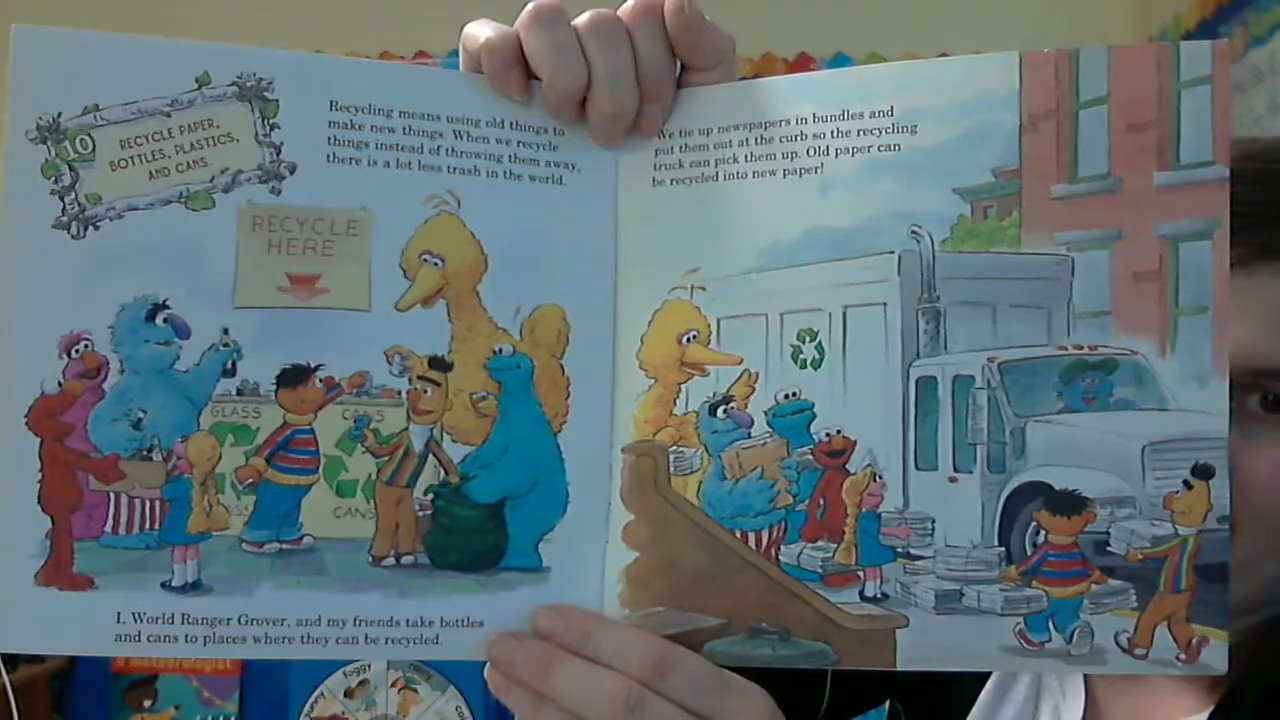 10
RECYCLE PAPER,
BOTTLES, PLASTICS,
AND CANS.
Recycling means using old things to
make new things. When we recycle
things instead of throwing them away,
there is a lot less trash in the world.
RECYCLE
HERE
GLASS
CANS
CANS
I, World Ranger Grover, and my friends take bottles
and cans to places where they can be recycled.
We tie up newspapers in bundles and
put them out at the curb so the recycling
truck can pick them up. Old paper can
be recycled into new paper!
a meteorologist
foggy